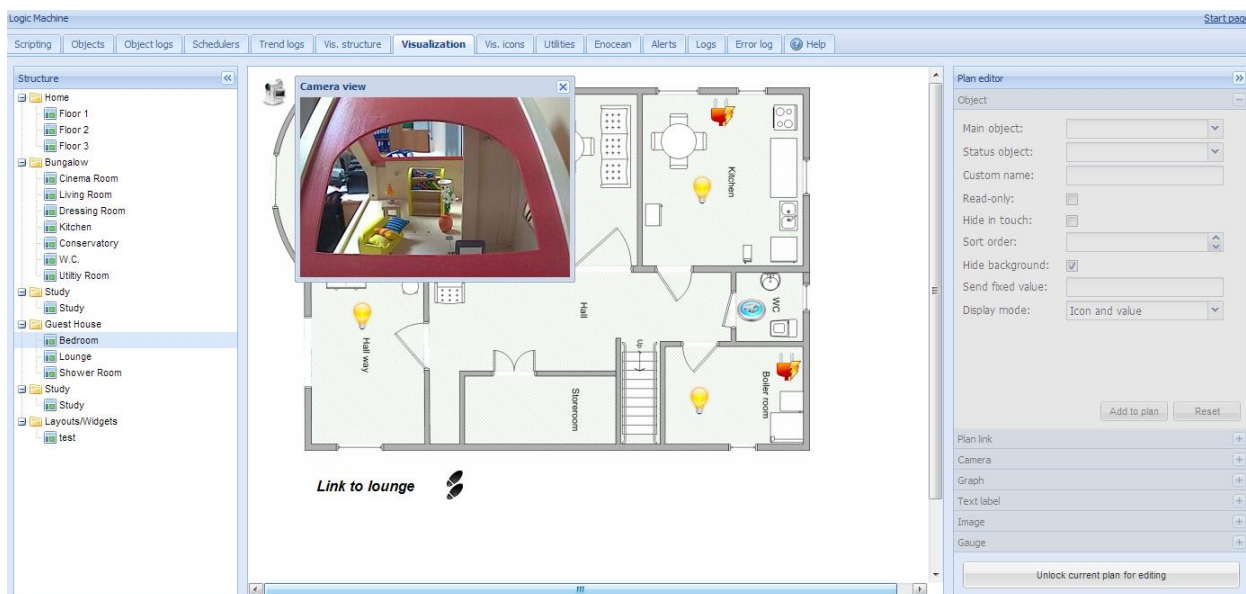 Logic Machine
Start page
Scripting Objects Object logs Schedulers Trend logs Vis. structure Visualization Vis. icons Utilities Enocean Alerts Logs Error log Help
Structure
Home
Floor 1
Floor 2
Floor 3
Bungalow
Cinema Room
Living Room
Dressing Room
Kitchen
Conservatory
W.C.
Utiltiy Room
Study
Study
Guest House
Bedroom
Lounge
Shower Room
Study
Study
Layouts/Widgets
test
Camera view
Kitchen
Hall
WC
Hall way
Up
Storeroom
Boiler room
Link to lounge
Plan editor
Object
Main object:
Status object:
Custom name:
Read-only:
Hide in touch:
Sort order:
Hide background:
Send fixed value:
Display mode: Icon and value
Add to plan Reset
Plan link
Camera
Graph
Text label
Image
Gauge
Unlock current plan for editing